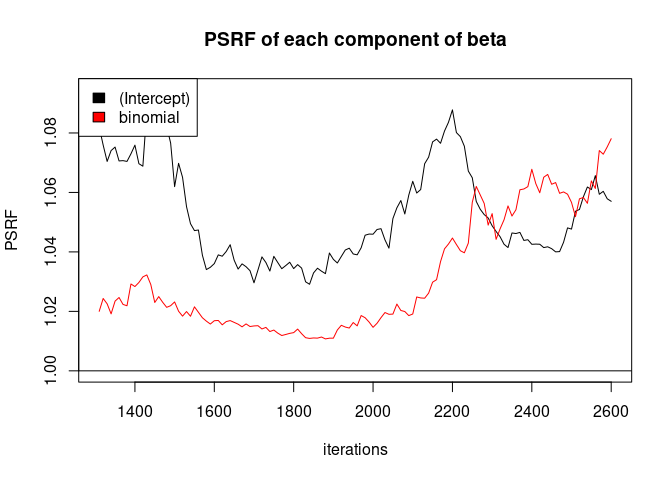 PSRF of each component of beta
(Intercept)
binomial
PSRF
1.08
1.06
1.04
1.02
1.00
1400 1600 1800 2000 2200 2400 2600
iterations